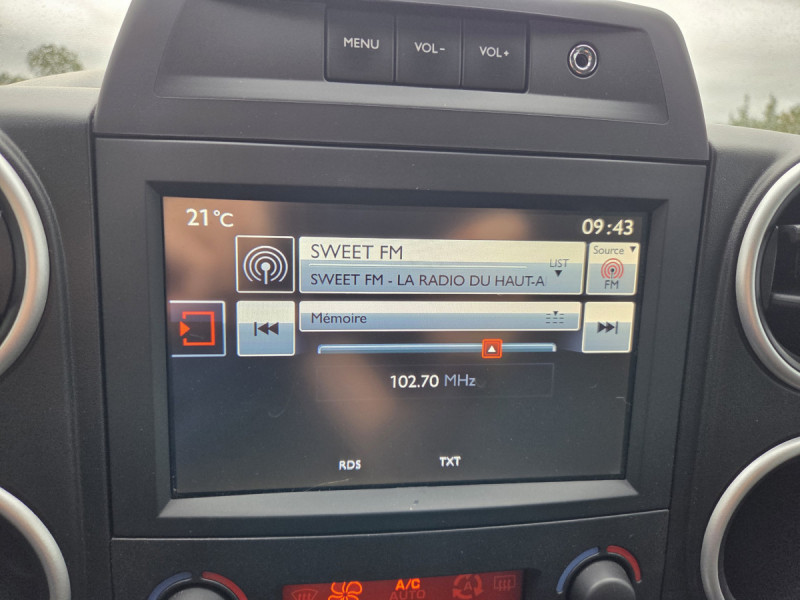 MENU VOL- VOL+
21°C 09:43
SWEET FM
LIST
Source
SWEET FM - LA RADIO DU HAUT-A
FM
Mémoire
102.70 MHz
RDS TXT
A/C
AUTO
A